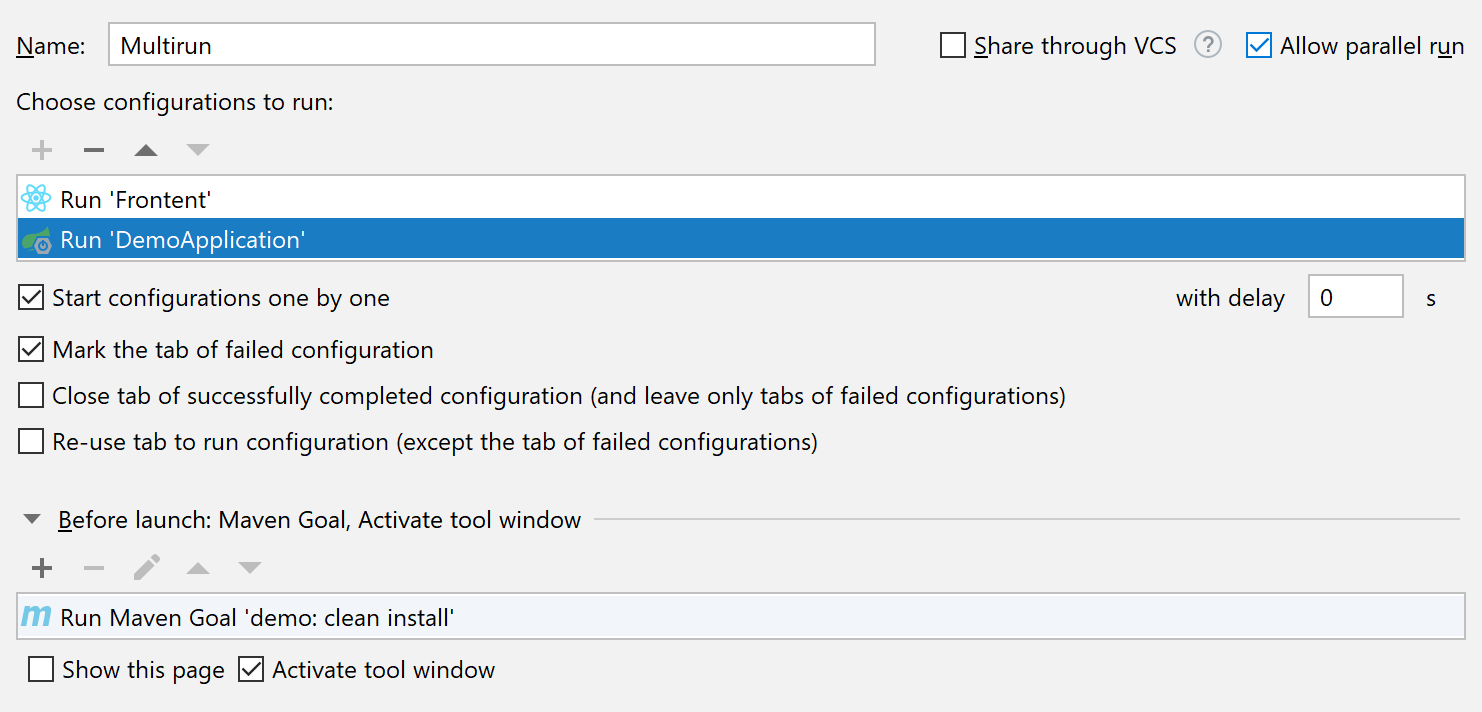 Name: Multirun Share through VCS ? Allow parallel run
Choose configurations to run:
Run 'Frontent'
Run 'DemoApplication'
Start configurations one by one with delay 0 s
Mark the tab of failed configuration
Close tab of successfully completed configuration (and leave only tabs of failed configurations)
Re-use tab to run configuration (except the tab of failed configurations)
Before launch: Maven Goal, Activate tool window
m Run Maven Goal 'demo: clean install'
Show this page Activate tool window